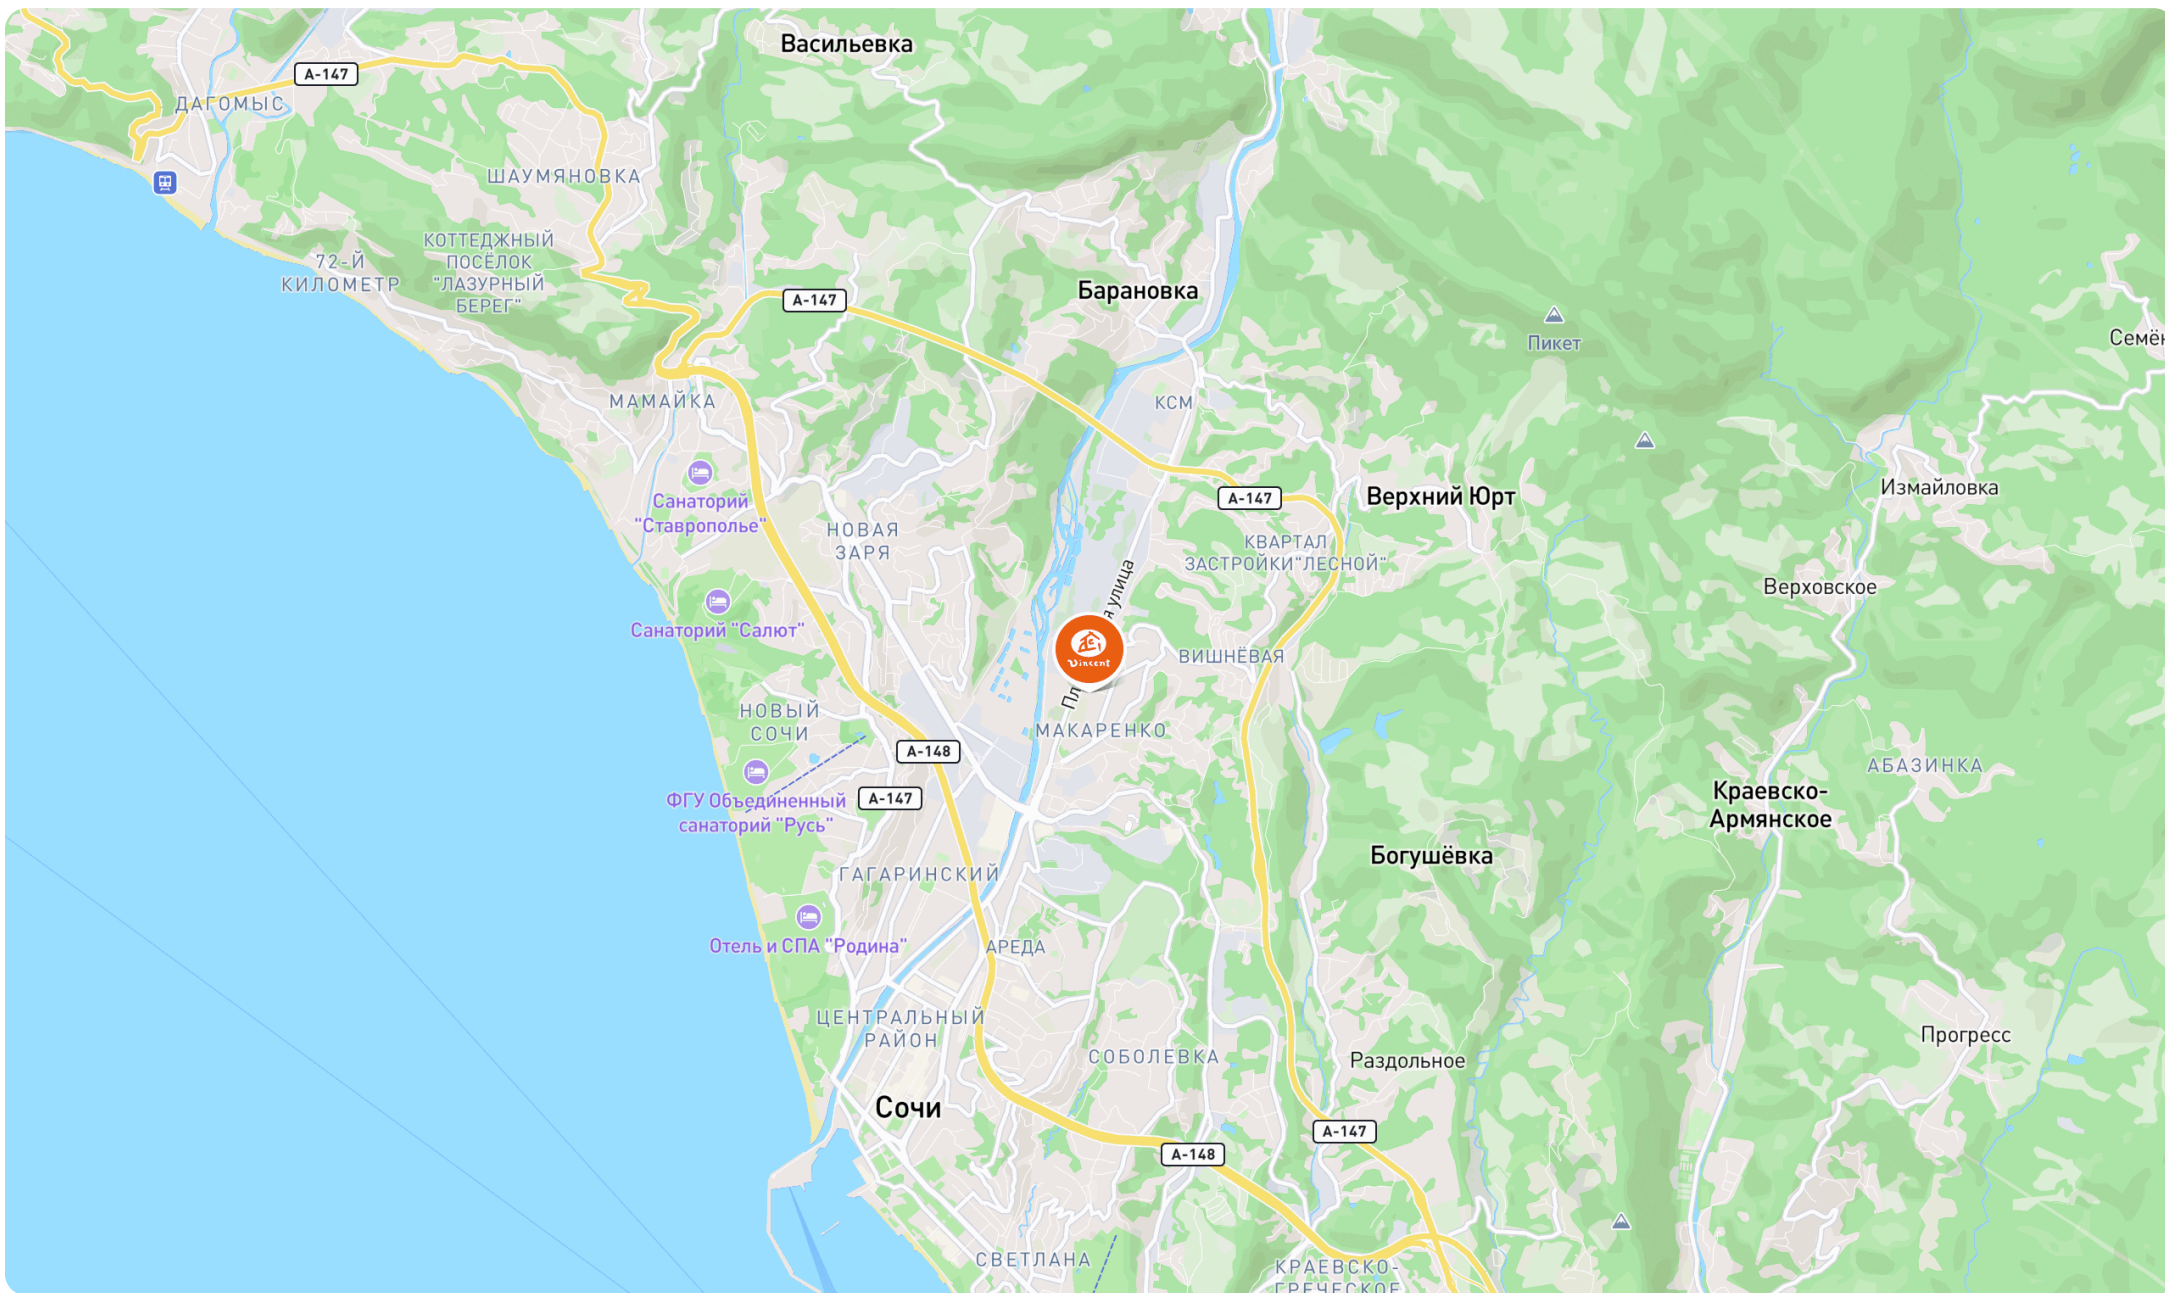 Васильевка
А-147
ДАГОМЫС
ШАУМЯНОВКА
КОТТЕДЖНЫЙ
ПОСЁЛОК
"ЛАЗУРНЫЙ
БЕРЕГ"
72-Й
КИЛОМЕТР
А-147
Барановка
Пикет
Семён
МАМАЙКА
КСМ
Санаторий
"Ставрополье"
А-147
Верхний Юрт
Измайловка
НОВАЯ
ЗАРЯ
КВАРТАЛ
ЗАСТРОЙКИ"ЛЕСНОЙ"
Верховское
Санаторий "Салют"
Пл
я улица
Vincent
ВИШНЁВАЯ
НОВЫЙ
СОЧИ
МАКАРЕНКО
А-148
АБАЗИНКА
ФГУ Объединенный
санаторий "Русь"
А-147
Краевско-
Армянское
Богушёвка
ГАГАРИНСКИЙ
Отель и СПА "Родина"
АРЕДА
ЦЕНТРАЛЬНЫЙ
РАЙОН
СОБОЛЕВКА
Раздольное
Прогресс
Сочи
А-147
А-148
СВЕТЛАНА
КРАЕВСКО-
ГРЕЧЕСКОЕ